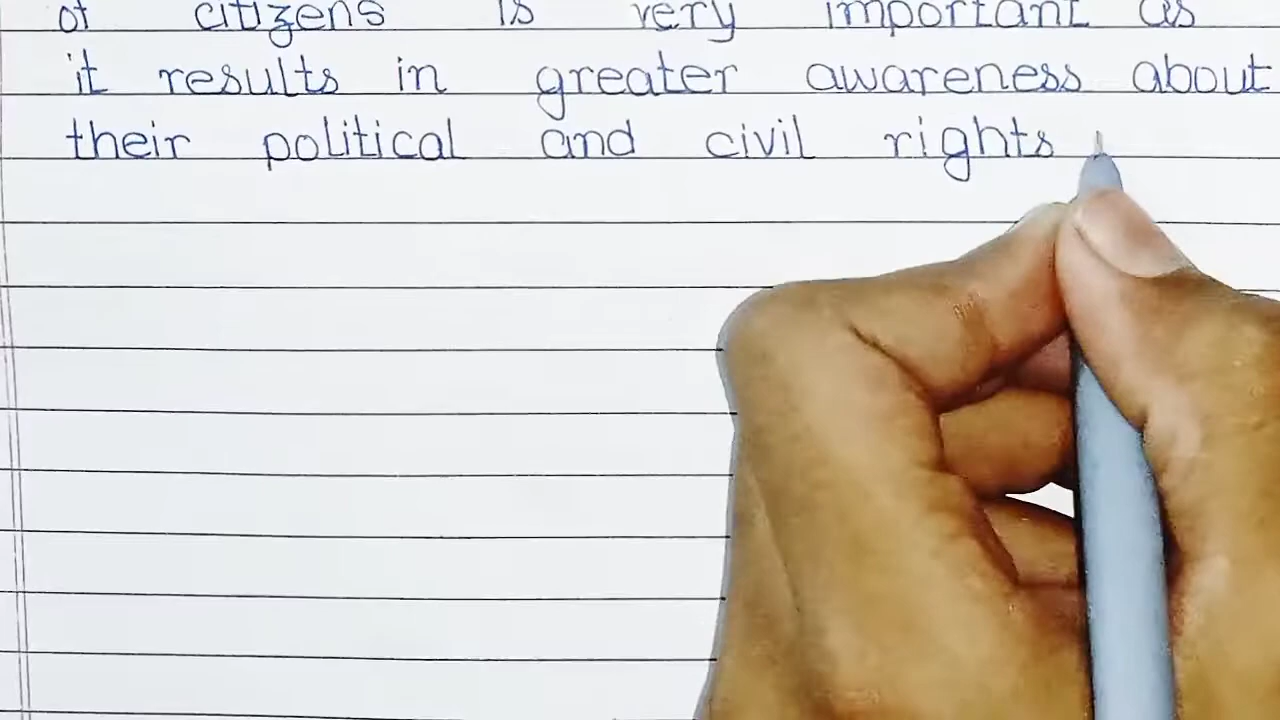 of citizens is very important as
it results in greater awareness about
their political and civil rights